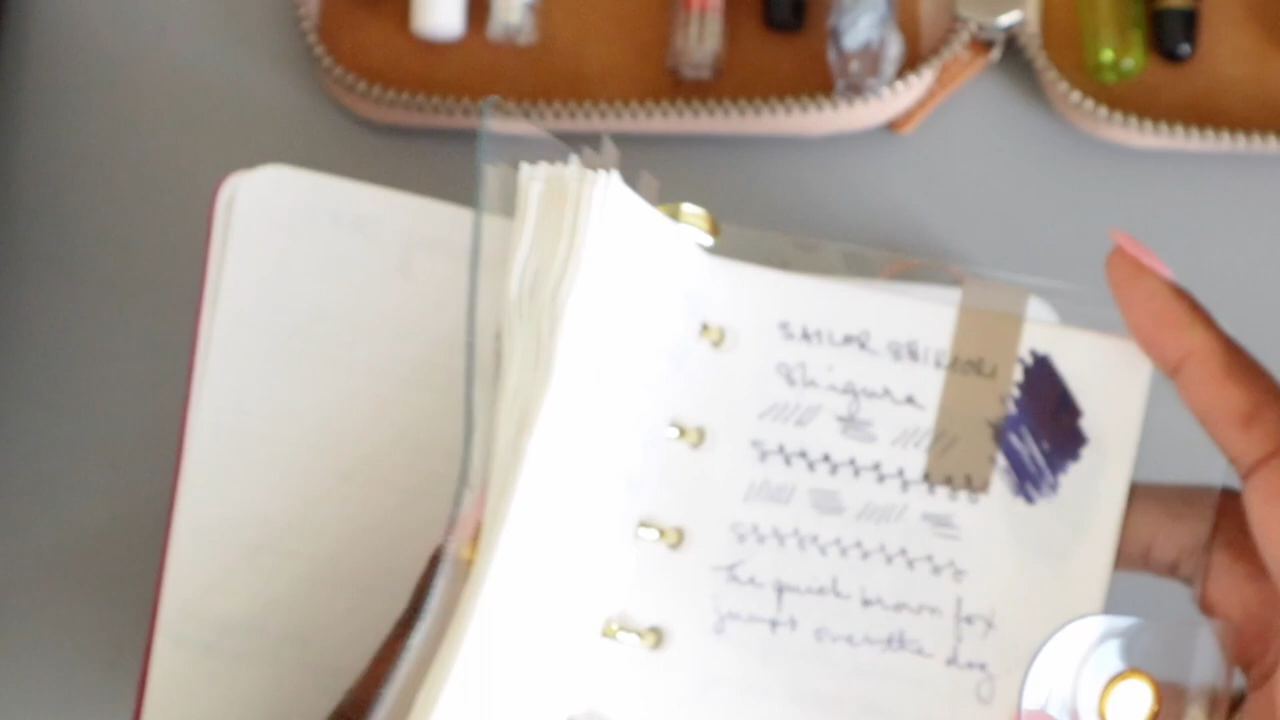 SAILOR SHIKIORI
Shigure
the quick brown fox
jumps over the dog